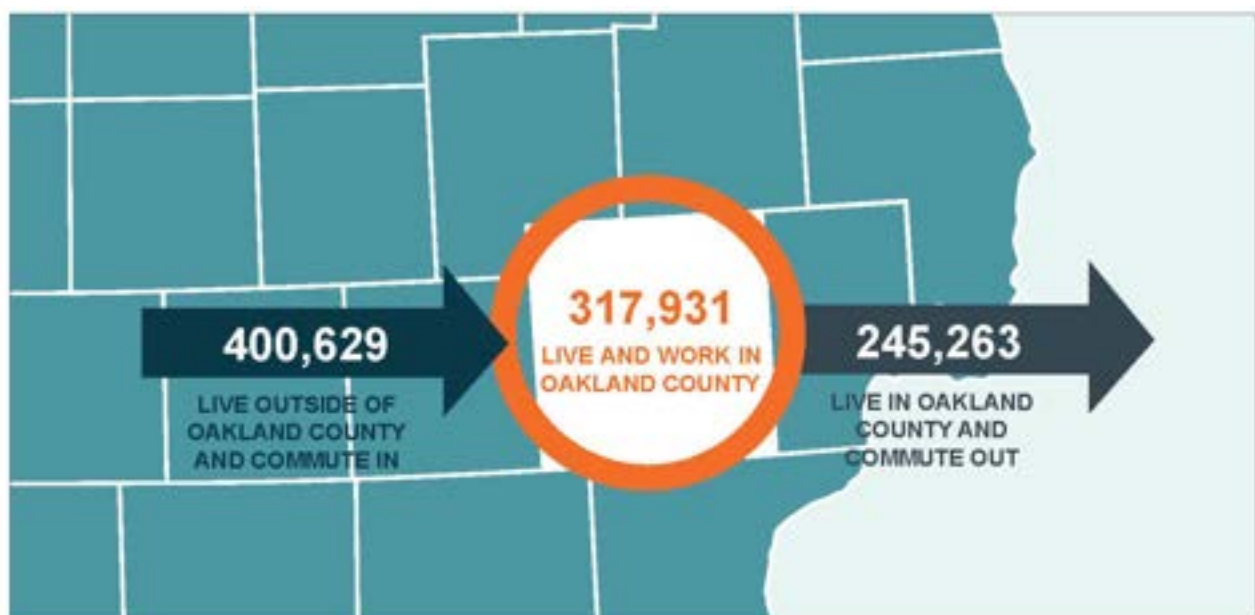 400,629
LIVE OUTSIDE OF
OAKLAND COUNTY
AND COMMUTE IN
317,931
LIVE AND WORK IN
OAKLAND COUNTY
245,263
LIVE IN OAKLAND
COUNTY AND
COMMUTE OUT